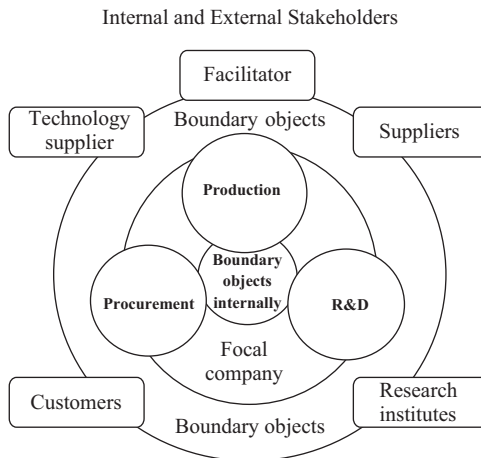 Internal and External Stakeholders
Facilitator
Technology
supplier
Boundary objects
Suppliers
Production
Boundary
objects
internally
Procurement
R&D
Focal
company
Customers
Research
institutes
Boundary objects